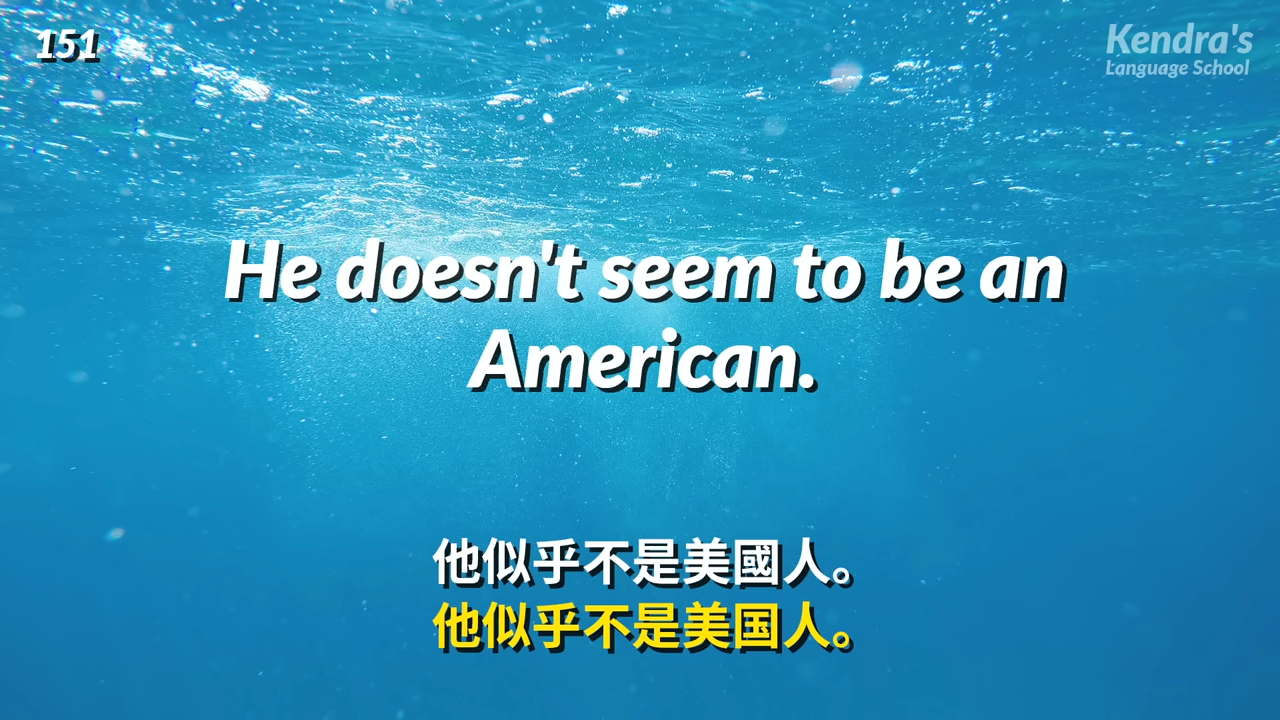 151
Kendra's
Language School
He doesn't seem to be an
American.
他似乎不是美國人。
他似乎不是美国人。